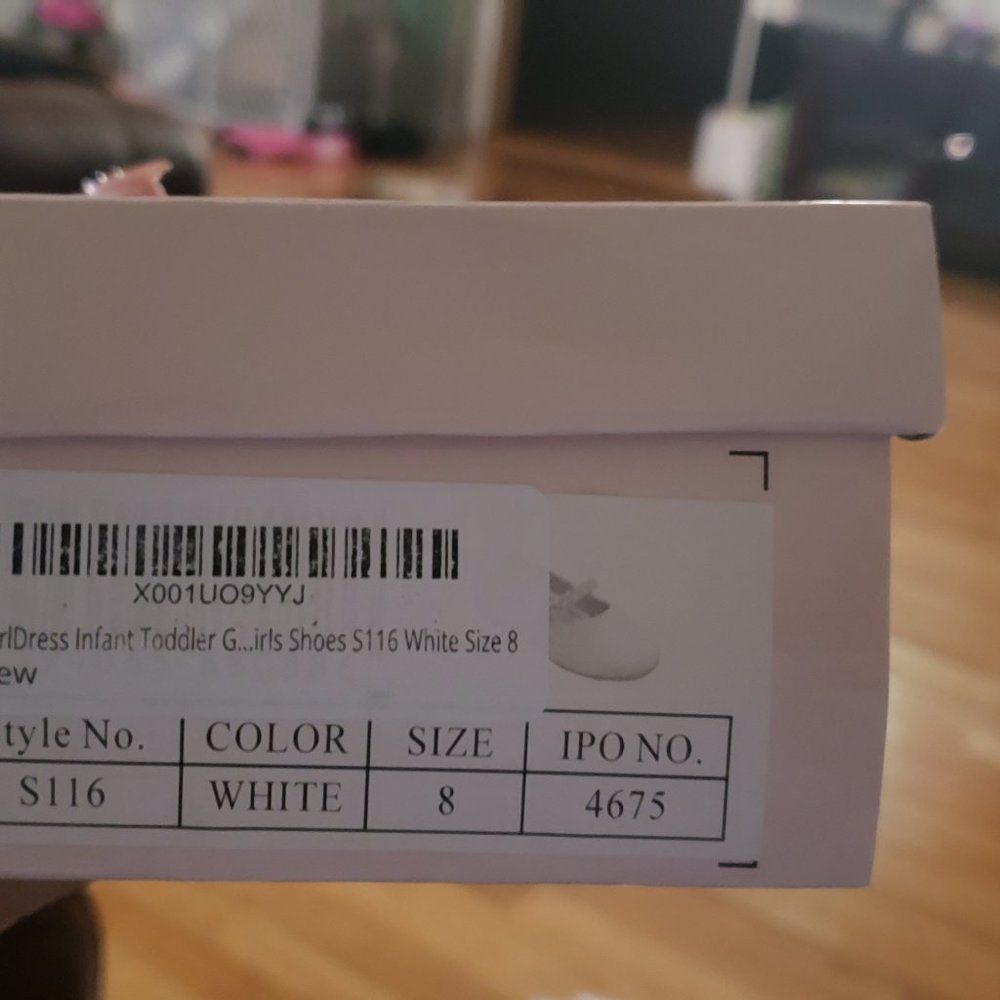 X001UO9YYJ
rlDress Infant Toddler G...irls Shoes S116 White Size 8
ew
tyle No. COLOR SIZE IPO NO.
S116 WHITE 8 4675